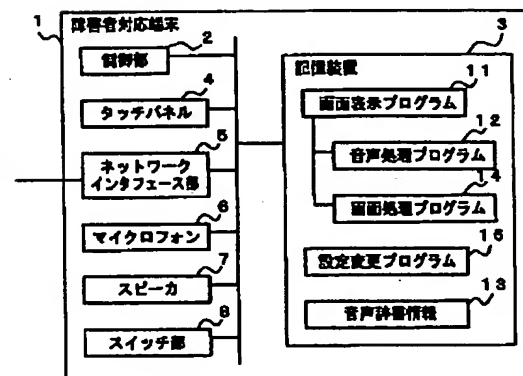 1
障害者対応端末
2
制御部
4
タッチパネル
5
ネットワーク
インタフェース部
6
マイクロフォン
7
スピーカ
8
スイッチ部
3
記憶装置
11
画面表示プログラム
12
音声処理プログラム
14
画面処理プログラム
15
設定変更プログラム
13
音声辞書情報